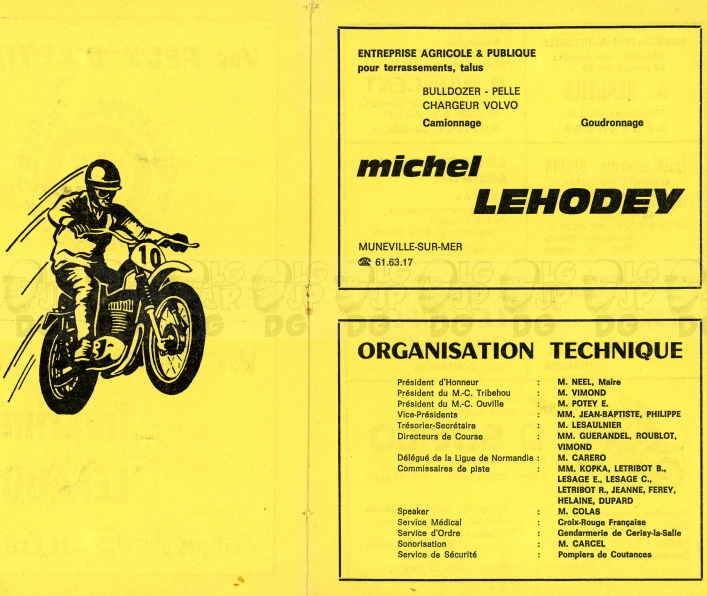 10
ENTREPRISE AGRICOLE & PUBLIQUE
pour terrassements, talus
BULLDOZER - PELLE
CHARGEUR VOLVO
Camionnage Goudronnage
michel
LEHODEY
MUNEVILLE-SUR-MER
☎ 61.63.17
ORGANISATION TECHNIQUE
Président d'Honneur : M. NEEL, Maire
Président du M.-C. Tribehou : M. VIMOND
Président du M.-C. Ouville : M. POTEY E.
Vice-Présidents : MM. JEAN-BAPTISTE, PHILIPPE
Trésorier-Secrétaire : M. LESAULNIER
Directeurs de Course : MM. GUERANDEL, ROUBLOT,
VIMOND
Délégué de la Ligue de Normandie : M. CARERO
Commissaires de piste : MM. KOPKA, LETRIBOT B.,
LESAGE E., LESAGE C.,
LETRIBOT R., JEANNE, FEREY,
HELAINE, DUPARD
Speaker : M. COLAS
Service Médical : Croix-Rouge Française
Service d'Ordre : Gendarmerie de Cerisy-la-Salle
Sonorisation : M. CARCEL
Service de Sécurité : Pompiers de Coutances